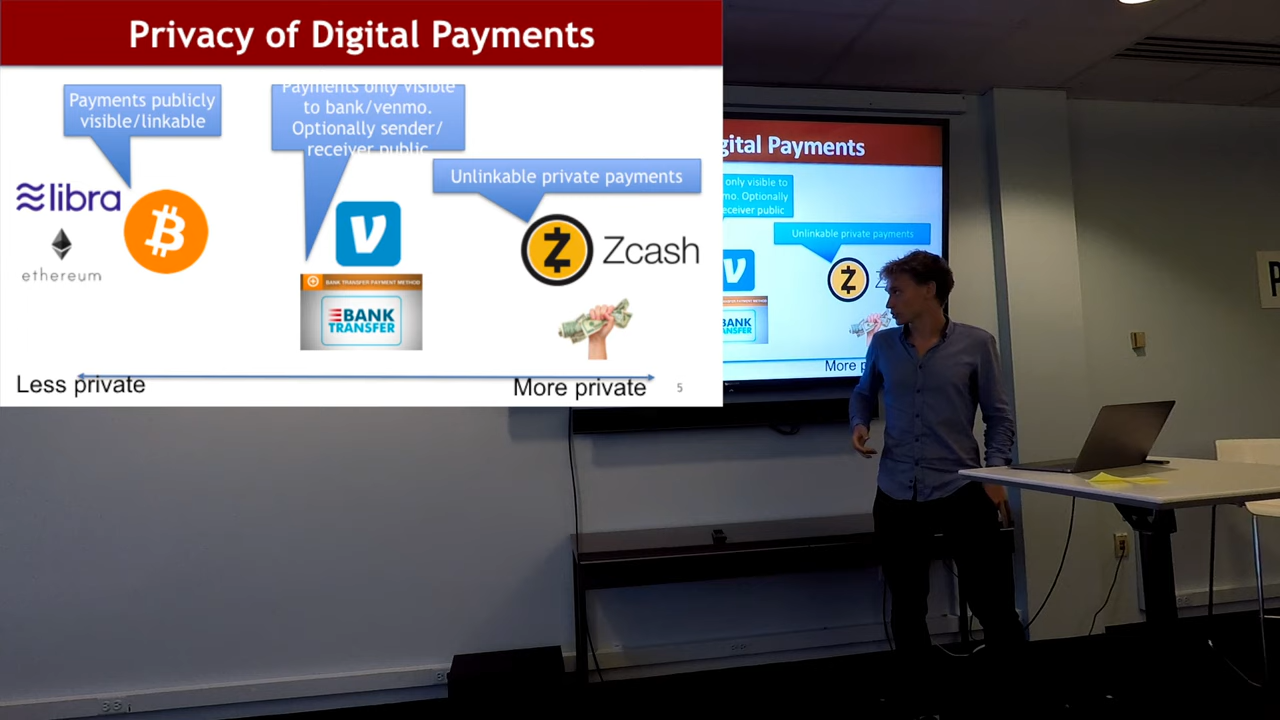 Privacy of Digital Payments
Payments publicly
visible/linkable
Payments only visible
to bank/venmo.
Optionally sender/
receiver public
Unlinkable private payments
libra
ethereum
Zcash
BANK TRANSFER PAYMENT METHOD
BANK
TRANSFER
Less private
More private
5
gital Payments
only visible to
mo. Optionally
eceiver public
Unlinkable private payments
BANK
More p